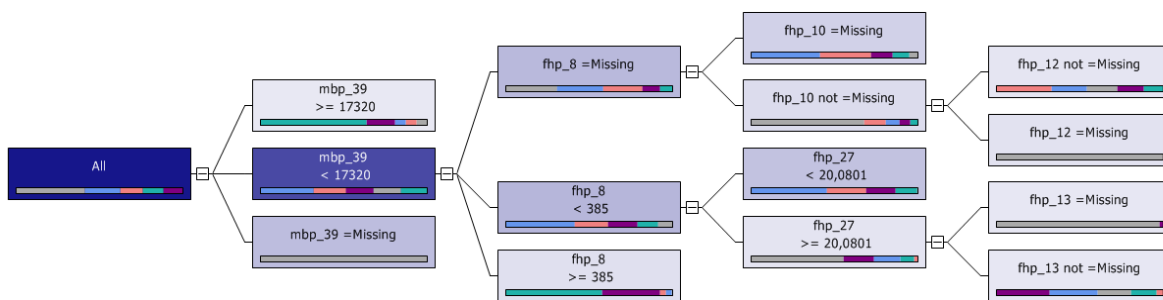 All
mbp_39
>= 17320
mbp_39
< 17320
mbp_39 =Missing
fhp_8 =Missing
fhp_8
< 385
fhp_8
>= 385
fhp_10 =Missing
fhp_10 not =Missing
fhp_27
< 20,0801
fhp_27
>= 20,0801
fhp_12 not =Missing
fhp_12 =Missing
fhp_13 =Missing
fhp_13 not =Missing